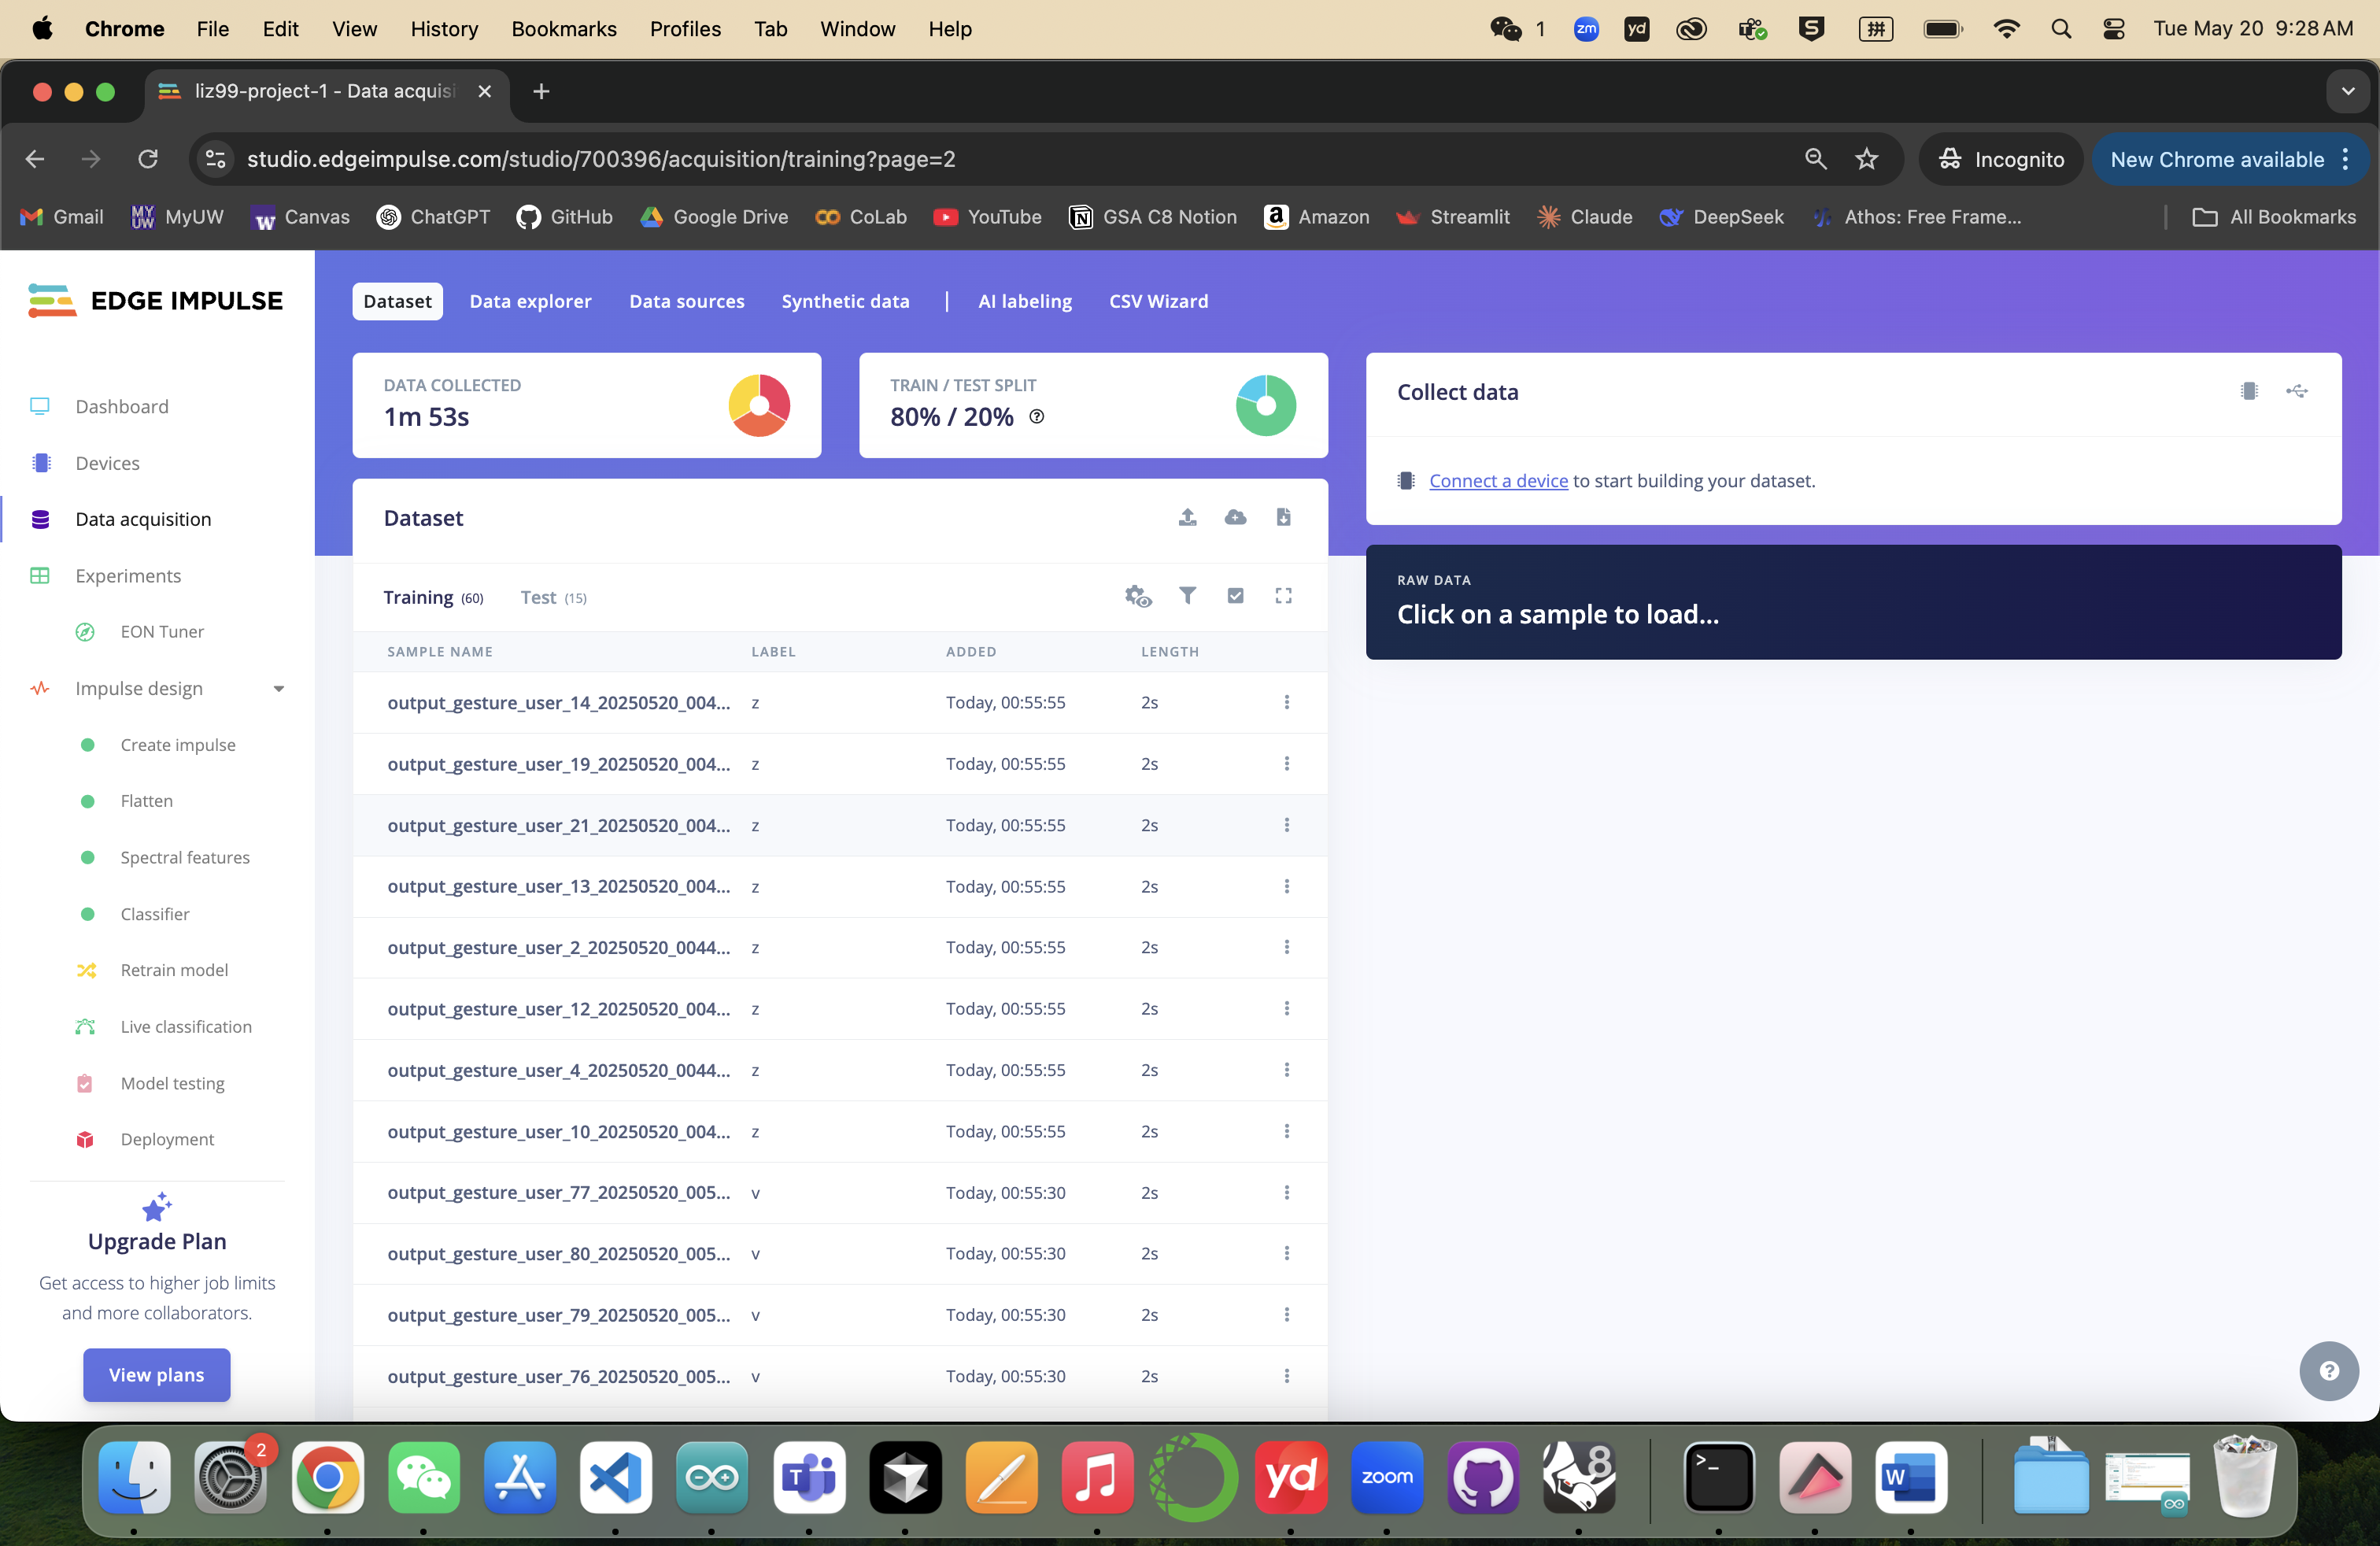 Chrome File Edit View History Bookmarks Profiles Tab Window Help 1 zm yd S 拼 Tue May 20 9:28 AM
liz99-project-1 - Data acquisi
studio.edgeimpulse.com/studio/700396/acquisition/training?page=2 Incognito New Chrome available
Gmail MyUW Canvas ChatGPT GitHub Google Drive CoLab YouTube GSA C8 Notion Amazon Streamlit Claude DeepSeek Athos: Free Frame... All Bookmarks
EDGE IMPULSE
Dashboard
Devices
Data acquisition
Experiments
EON Tuner
Impulse design
Create impulse
Flatten
Spectral features
Classifier
Retrain model
Live classification
Model testing
Deployment
Upgrade Plan
Get access to higher job limits
and more collaborators.
View plans
Dataset Data explorer Data sources Synthetic data | AI labeling CSV Wizard
DATA COLLECTED
1m 53s
TRAIN / TEST SPLIT
80% / 20%
Dataset
Training (60) Test (15)
SAMPLE NAME LABEL ADDED LENGTH
output_gesture_user_14_20250520_004... z Today, 00:55:55 2s
output_gesture_user_19_20250520_004... z Today, 00:55:55 2s
output_gesture_user_21_20250520_004... z Today, 00:55:55 2s
output_gesture_user_13_20250520_004... z Today, 00:55:55 2s
output_gesture_user_2_20250520_0044... z Today, 00:55:55 2s
output_gesture_user_12_20250520_004... z Today, 00:55:55 2s
output_gesture_user_4_20250520_0044... z Today, 00:55:55 2s
output_gesture_user_10_20250520_004... z Today, 00:55:55 2s
output_gesture_user_77_20250520_005... v Today, 00:55:30 2s
output_gesture_user_80_20250520_005... v Today, 00:55:30 2s
output_gesture_user_79_20250520_005... v Today, 00:55:30 2s
output_gesture_user_76_20250520_005... v Today, 00:55:30 2s
Collect data
Connect a device to start building your dataset.
RAW DATA
Click on a sample to load...
2 T yd zoom 8 >_ W